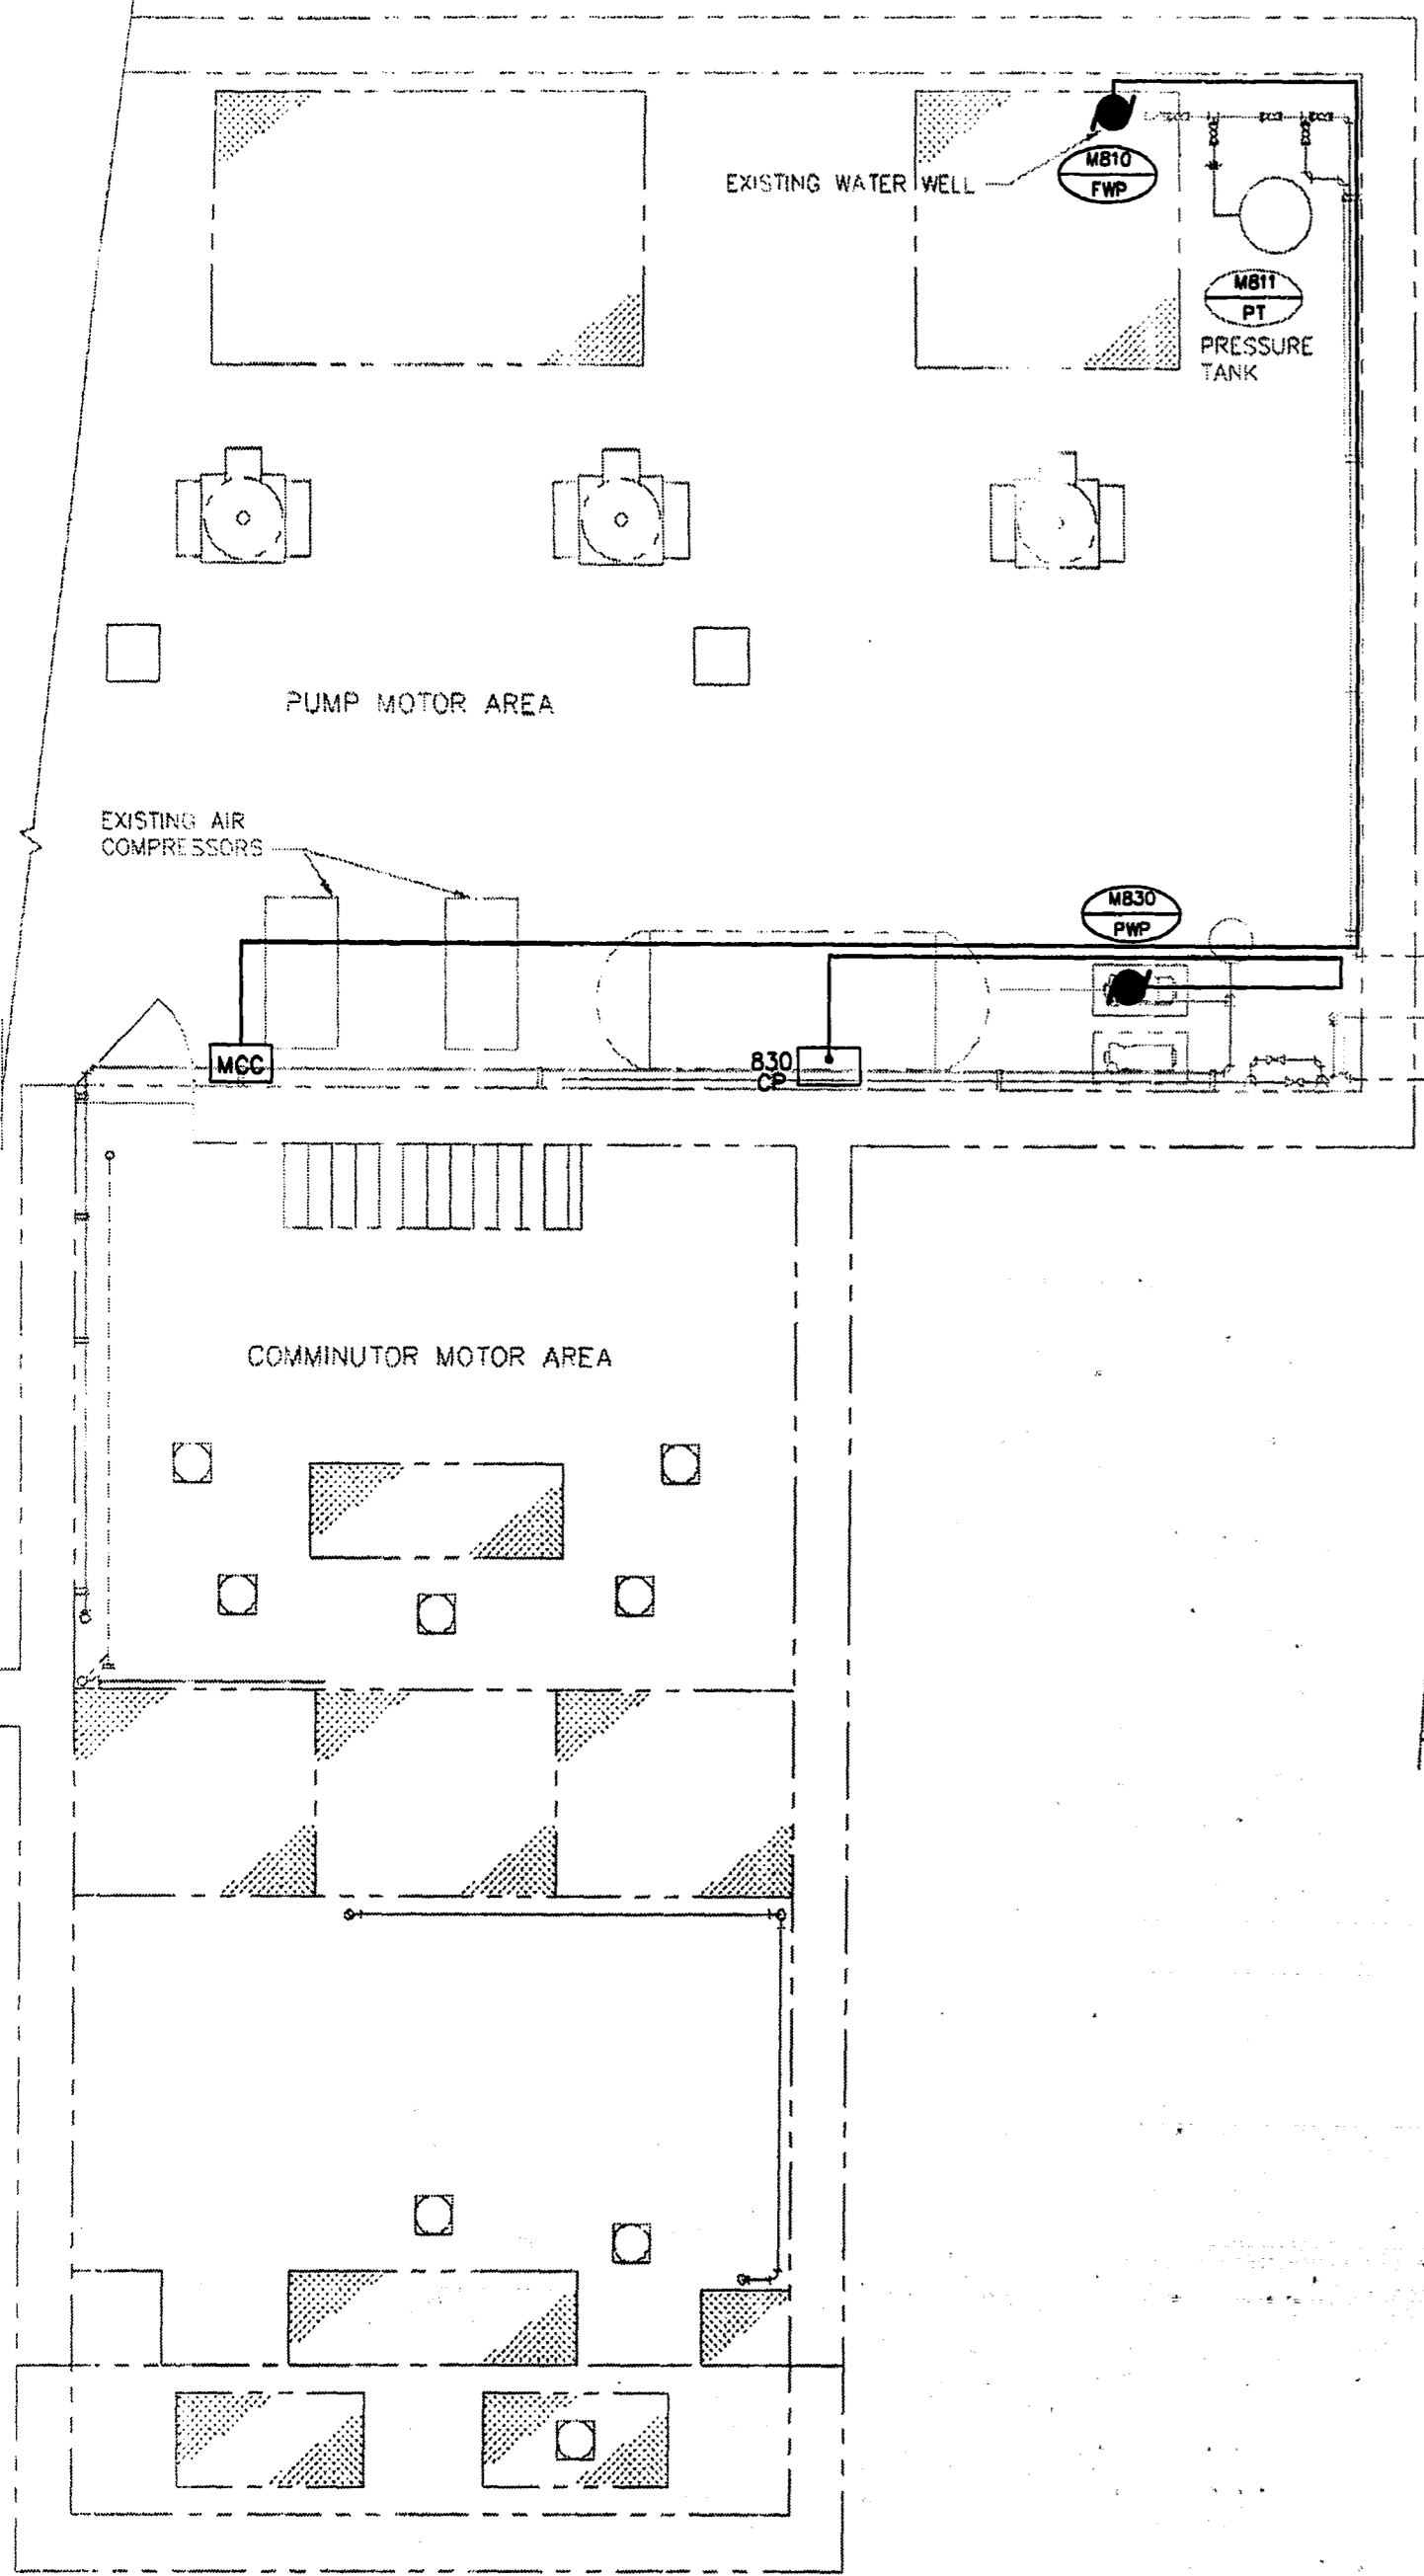 M810
FWP
EXISTING WATER WELL
M811
PT
PRESSURE
TANK
PUMP MOTOR AREA
EXISTING AIR
COMPRESSORS
M830
PWP
MCC
830
CP
COMMINUTOR MOTOR AREA